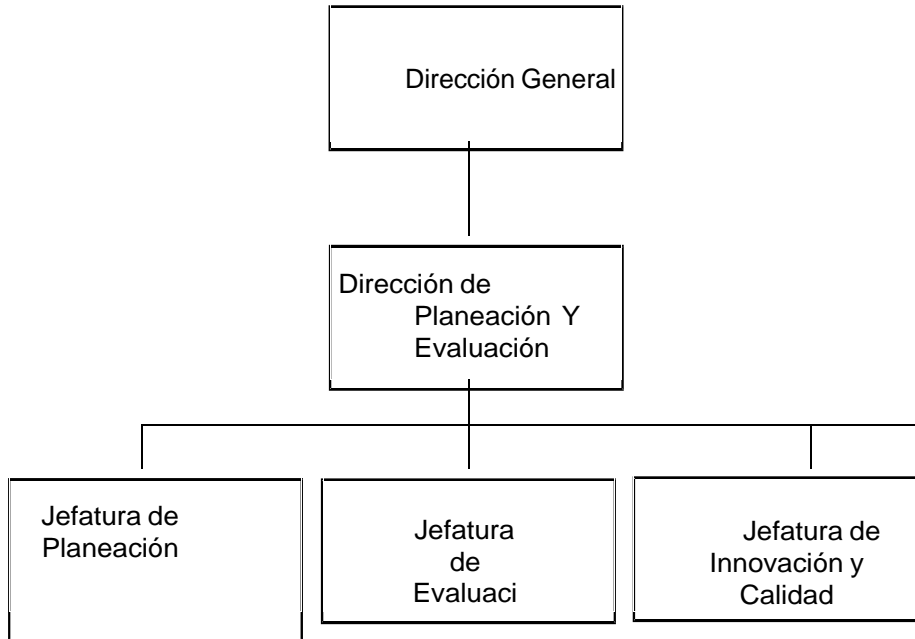 Dirección General
Dirección de
Planeación Y
Evaluación
Jefatura de
Planeación
Jefatura
de
Evaluaci
Jefatura de
Innovación y
Calidad